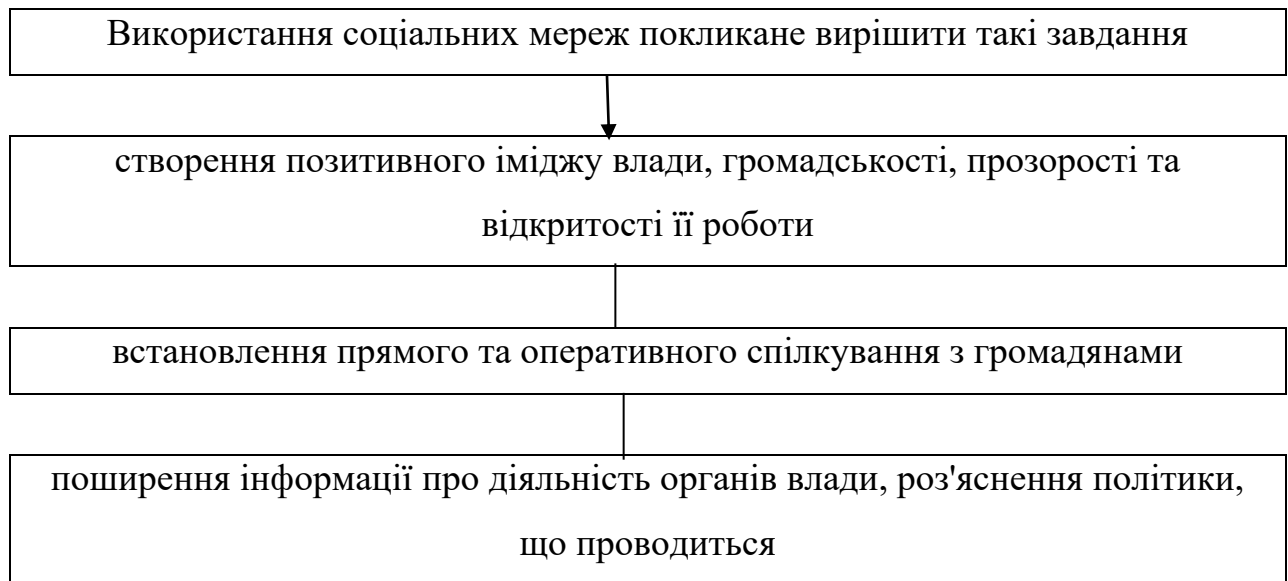 Використання соціальних мереж покликане вирішити такі завдання
створення позитивного іміджу влади, громадськості, прозорості та
відкритості її роботи
встановлення прямого та оперативного спілкування з громадянами
поширення інформації про діяльність органів влади, роз'яснення політики,
що проводиться